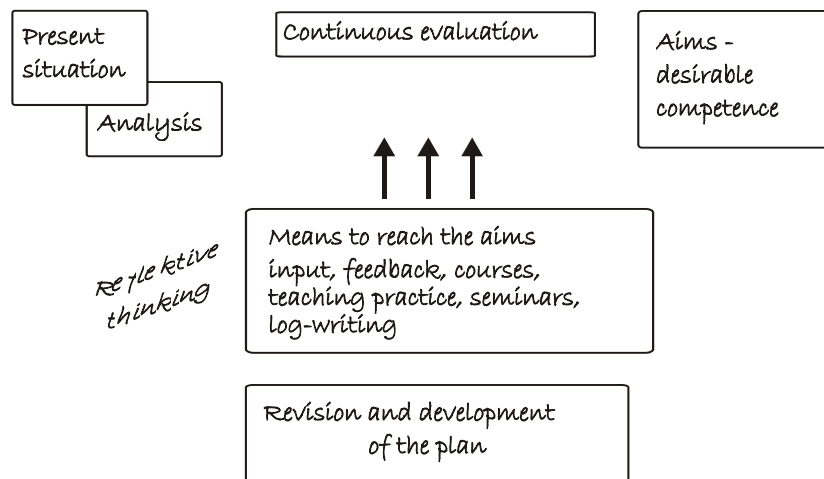 Present
situation
Analysis
Continuous evaluation
Aims -
desirable
competence
Means to reach the aims
input, feedback, courses,
teaching practice, seminars,
log-writing
Reflektive
thinking
Revision and development
of the plan